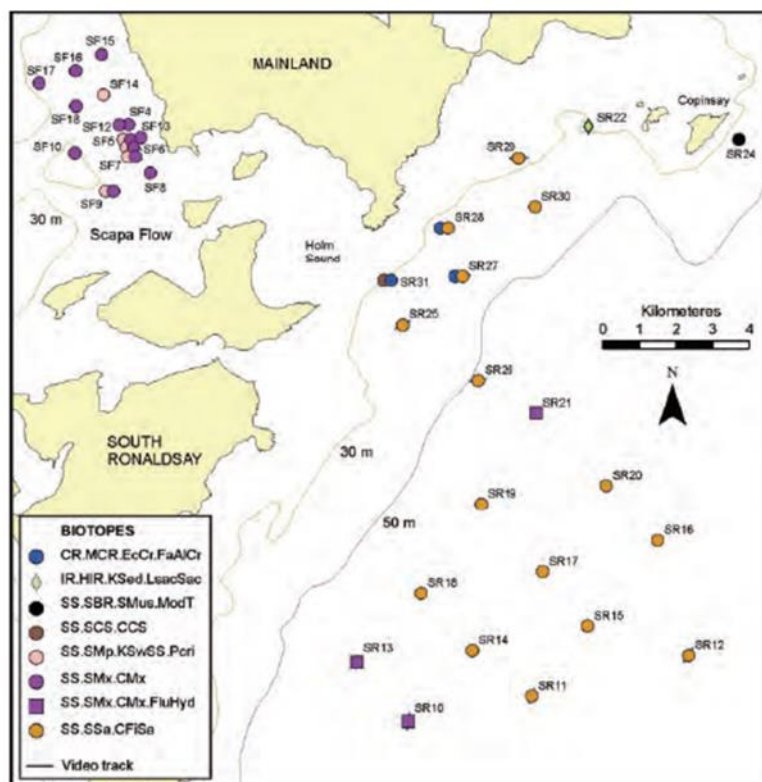 SF15
SF16
MAINLAND
SF17
SF14
Copinsay
SF18
SF4
SF12
SF13
SR22
SF5
SF10
SF6
SR24
SF7
SR29
SF8
SF9
SR30
30 m
SR28
Scapa Flow
Holm
Sound
SR27
SR31
Kilometeres
SR25
0 1 2 3 4
N
SR26
SR21
SOUTH
RONALDSAY
30 m
SR20
SR19
50 m
SR16
BIOTOPES
CR.MCR.EcCr.FaAlCr
SR17
IR.HIR.KSed.LsacSac
SR18
SS.SBR.SMus.ModT
SR15
SS.SCS.CCS
SR14
SS.SMp.KSwSS.Pcri
SR13
SR12
SS.SMx.CMx
SS.SMx.CMx.FluHyd
SR11
SR10
SS.SSa.CFiSa
Video track